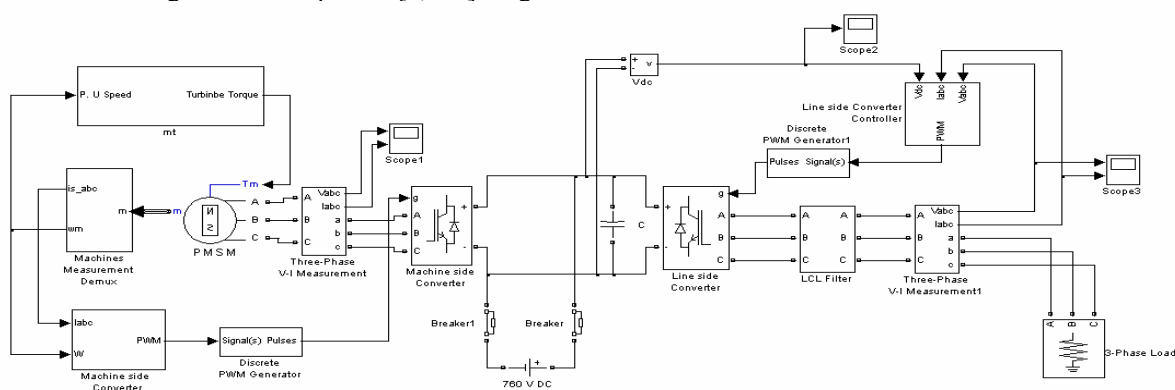 Scope2
+
-
v
Vdc
Vdc
Iabc
Vabc
PWM
Line side Converter
Controller
P. U Speed
Turbinbe Torque
mt
Scope1
Discrete
PWM Generator1
Pulses Signal(s)
Scope3
is_abc
m
wm
Machines
Measurement
Demux
m
Tm
N
S
A
B
C
PMSM
A
B
C
Vabc
Iabc
a
b
c
Three-Phase
V-I Measurement
g
A
B
C
+
-
Machine side
Converter
C
+
-
g
A
B
C
Line side
Converter
A
B
C
A
B
C
LCL Filter
A
B
C
Vabc
Iabc
a
b
c
Three-Phase
V-I Measurement1
Breaker1
Breaker
+
760 V DC
A
B
C
3-Phase Load
Iabc
W
PWM
Machine side
Converter
Signal(s) Pulses
Discrete
PWM Generator